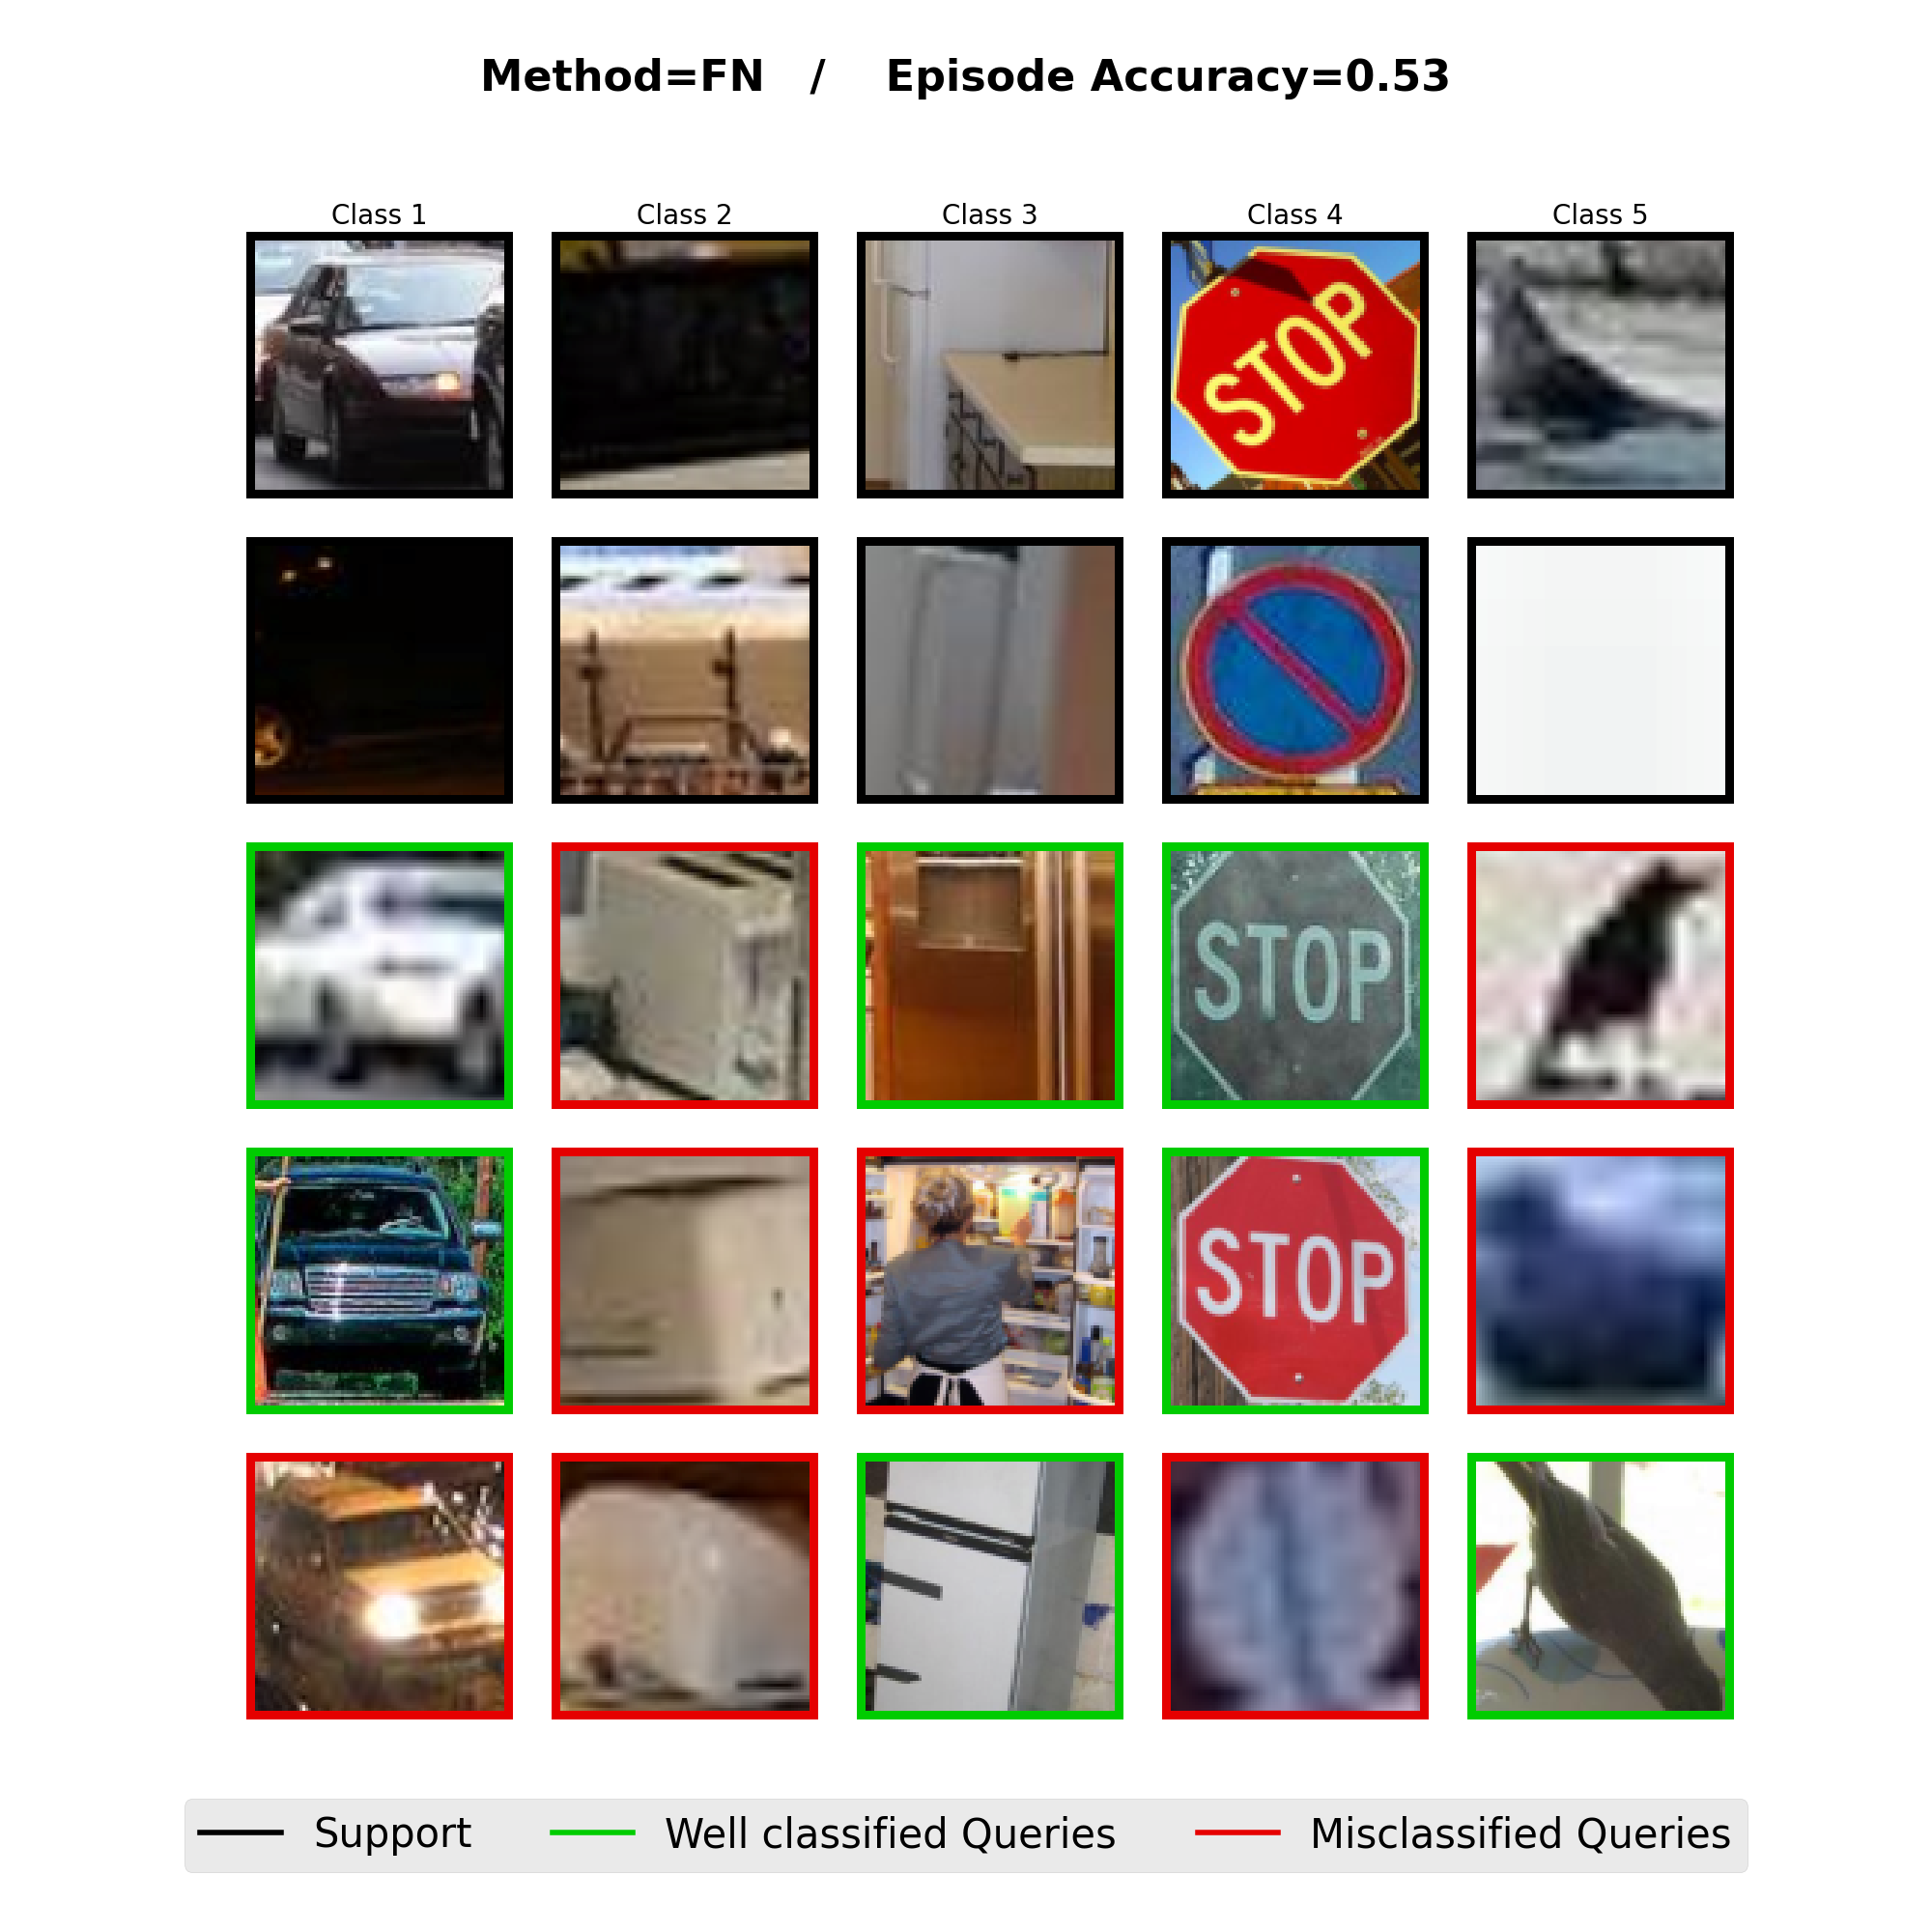 Method=FN / Episode Accuracy=0.53
Class 1 Class 2 Class 3 Class 4 Class 5
STOP
STOP
STOP
Support Well classified Queries Misclassified Queries